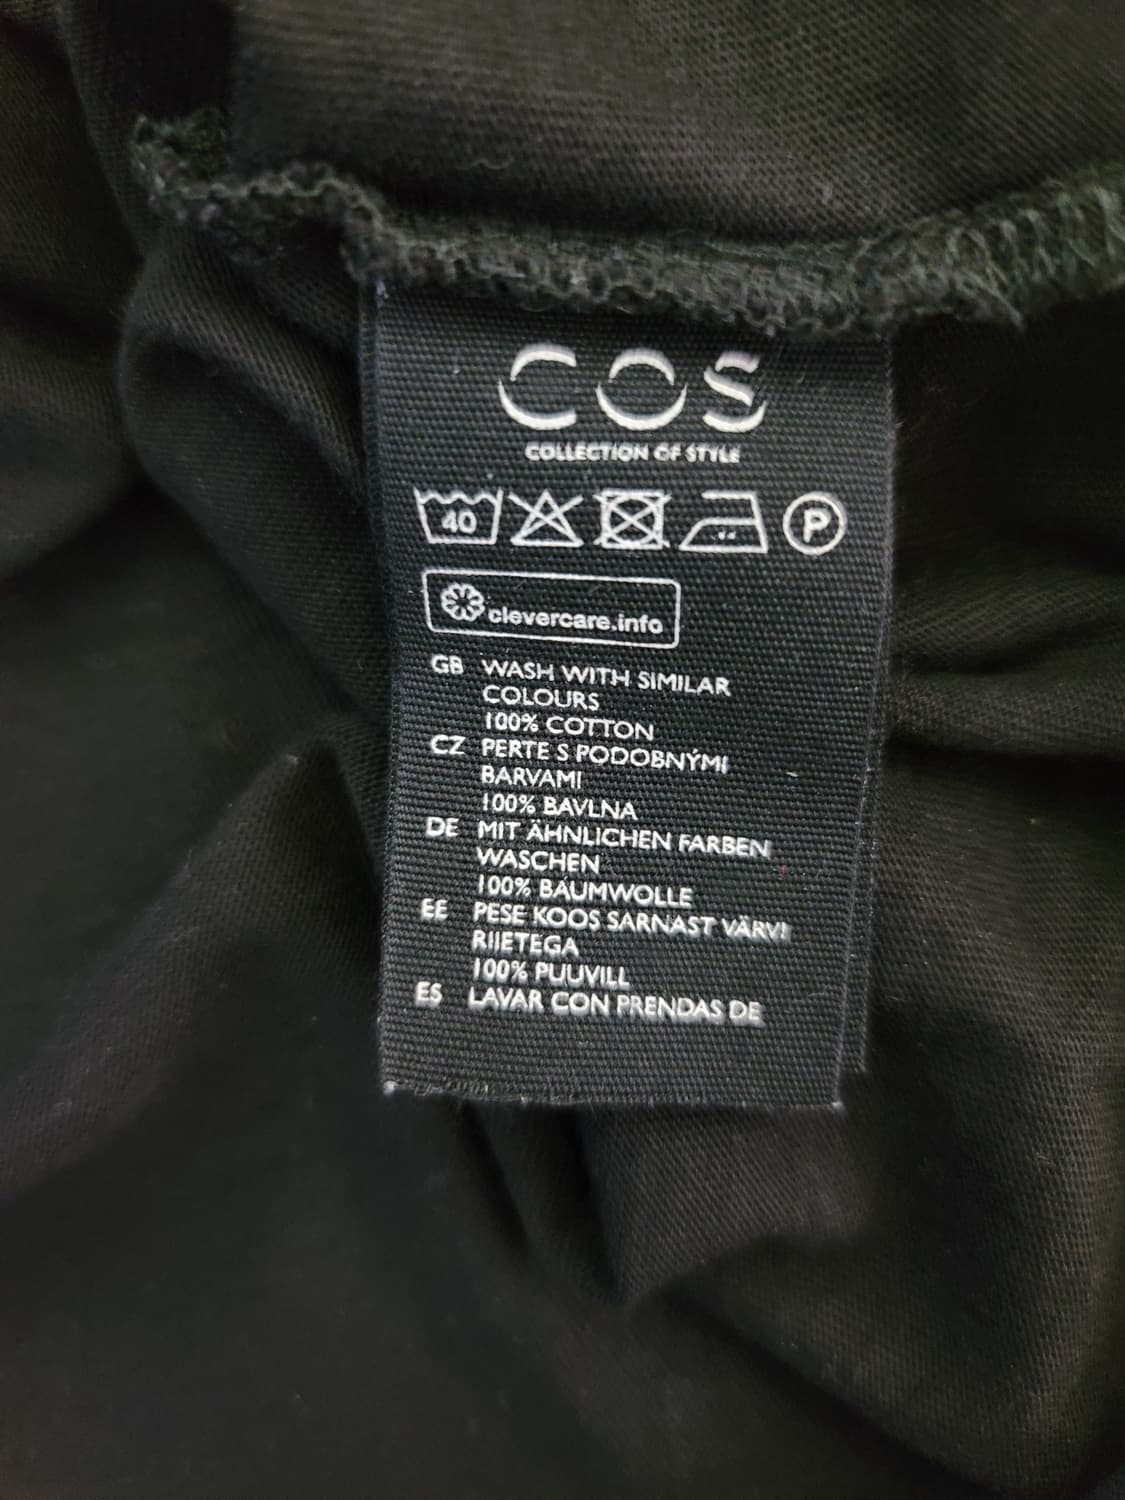 COS
COLLECTION OF STYLE
40 P
clevercare.info
GB WASH WITH SIMILAR
COLOURS
100% COTTON
CZ PERTE S PODOBNÝMI
BARVAMI
100% BAVLNA
DE MIT ÄHNLICHEN FARBEN
WASCHEN
100% BAUMWOLLE
EE PESE KOOS SARNAST VÄRVI
RIIETEGA
100% PUUVILL
ES LAVAR CON PRENDAS DE